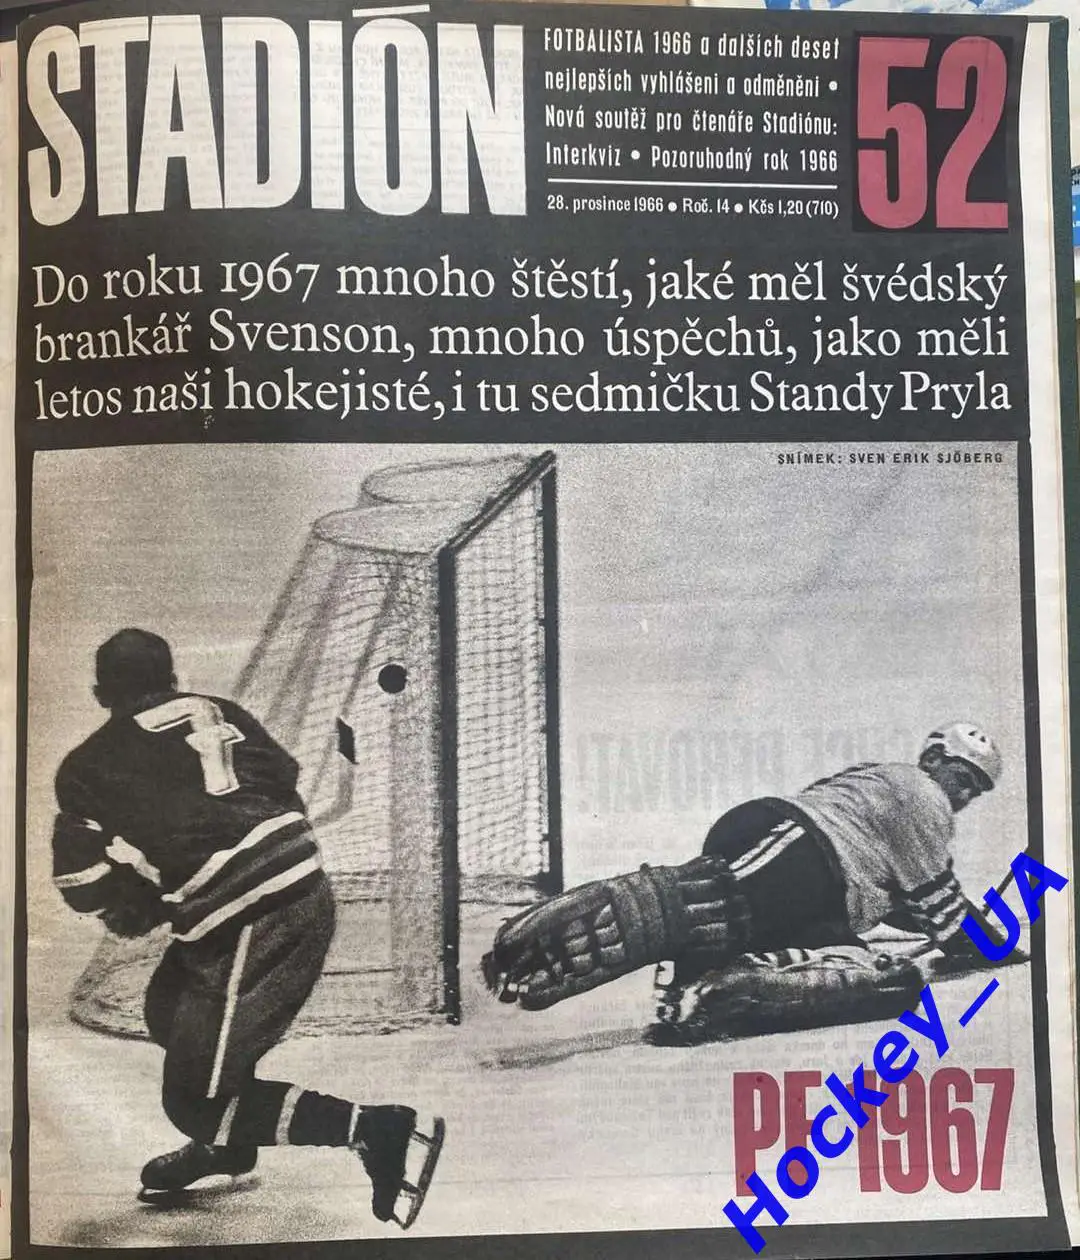 STADIÓN
FOTBALISTA 1966 a dalších deset
nejlepších vyhlášeni a odměněni •
Nová soutěž pro čtenáře Stadiónu:
Interkviz • Pozoruhodný rok 1966
28. prosince 1966 • Roč. 14 • Kčs 1,20 (710)
52
Do roku 1967 mnoho štěstí, jaké měl švédský
brankář Svenson, mnoho úspěchů, jako měli
letos naši hokejisté, i tu sedmičku Standy Pryla
SNÍMEK: SVEN ERIK SJÖBERG
7
PF 1967
Hockey_UA